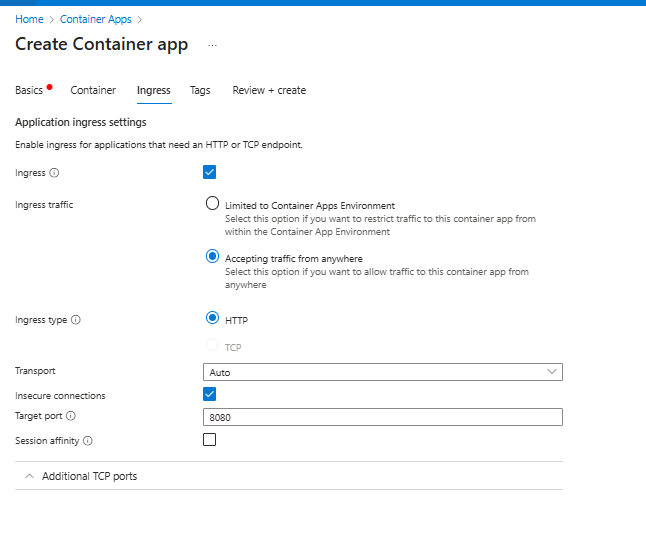 Home > Container Apps >
Create Container app ...
Basics Container Ingress Tags Review + create
Application ingress settings
Enable ingress for applications that need an HTTP or TCP endpoint.
Ingress
Ingress traffic
Limited to Container Apps Environment
Select this option if you want to restrict traffic to this container app from
within the Container App Environment
Accepting traffic from anywhere
Select this option if you want to allow traffic to this container app from
anywhere
Ingress type
HTTP
TCP
Transport
Auto
Insecure connections
Target port
8080
Session affinity
Additional TCP ports